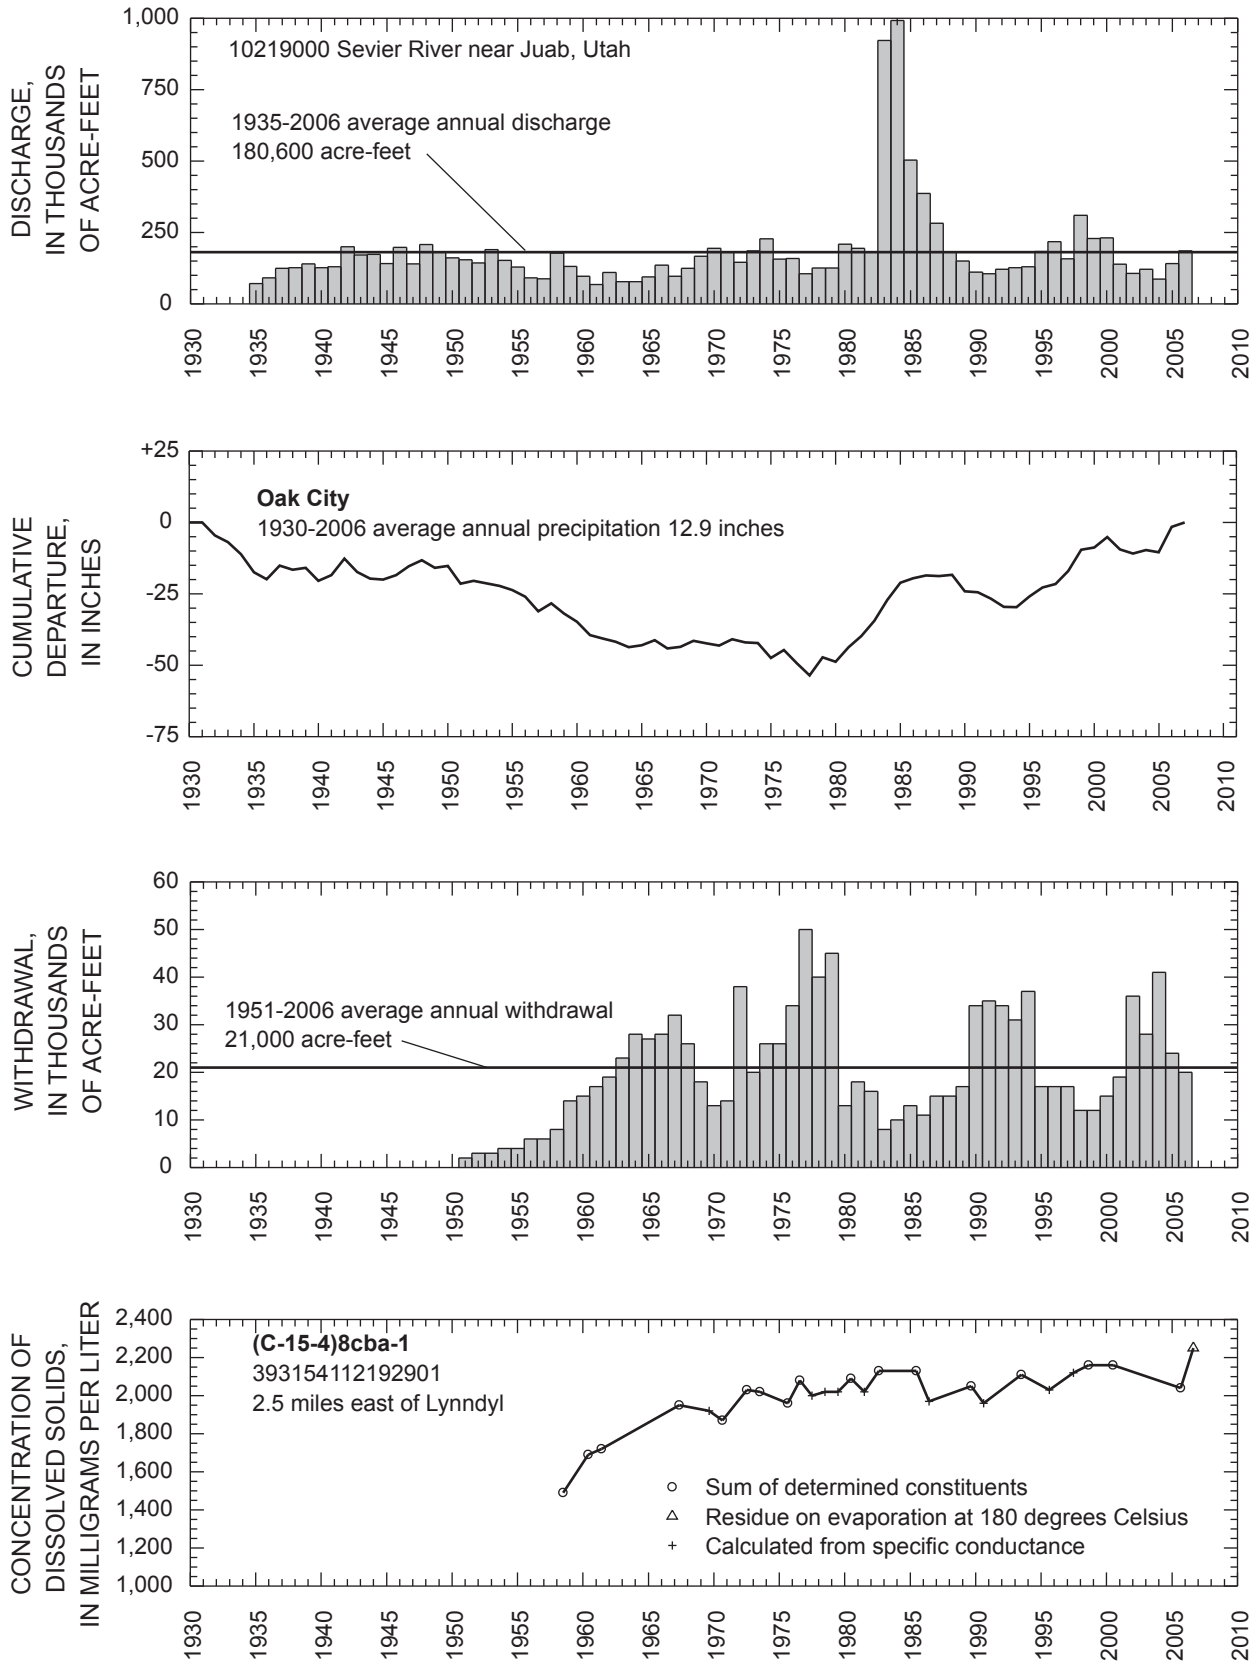 DISCHARGE,
IN THOUSANDS
OF ACRE-FEET
1,000
750
500
250
0
10219000 Sevier River near Juab, Utah
1935-2006 average annual discharge
180,600 acre-feet
1930 1935 1940 1945 1950 1955 1960 1965 1970 1975 1980 1985 1990 1995 2000 2005 2010
CUMULATIVE
DEPARTURE,
IN INCHES
+25
0
-25
-50
-75
Oak City
1930-2006 average annual precipitation 12.9 inches
1930 1935 1940 1945 1950 1955 1960 1965 1970 1975 1980 1985 1990 1995 2000 2005 2010
WITHDRAWAL,
IN THOUSANDS
OF ACRE-FEET
60
50
40
30
20
10
0
1951-2006 average annual withdrawal
21,000 acre-feet
1930 1935 1940 1945 1950 1955 1960 1965 1970 1975 1980 1985 1990 1995 2000 2005 2010
CONCENTRATION OF
DISSOLVED SOLIDS,
IN MILLIGRAMS PER LITER
2,400
2,200
2,000
1,800
1,600
1,400
1,200
1,000
(C-15-4)8cba-1
393154112192901
2.5 miles east of Lynndyl
Sum of determined constituents
Residue on evaporation at 180 degrees Celsius
Calculated from specific conductance
1930 1935 1940 1945 1950 1955 1960 1965 1970 1975 1980 1985 1990 1995 2000 2005 2010